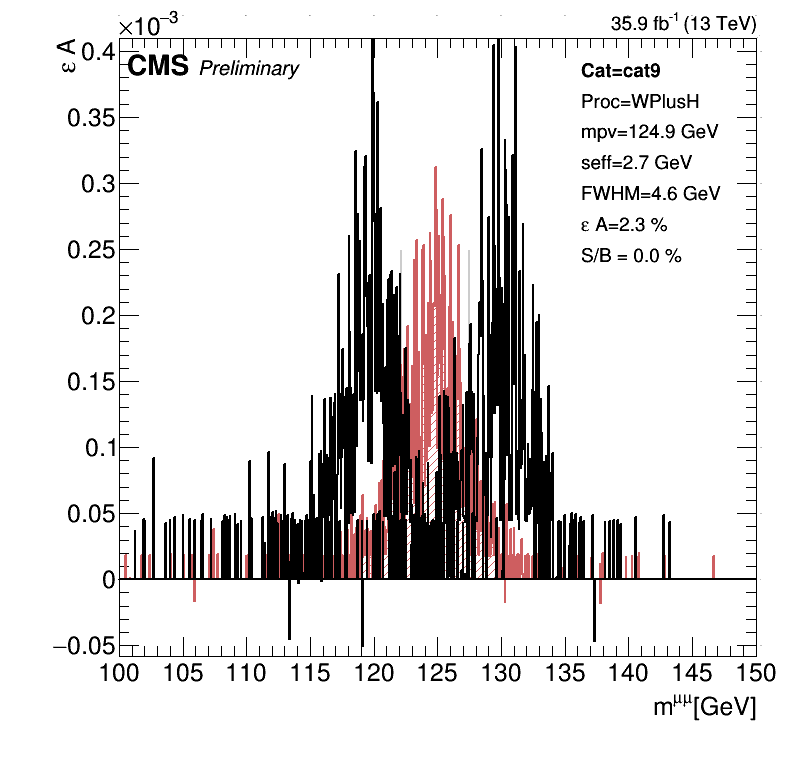 ×10⁻³
35.9 fb⁻¹ (13 TeV)
ε A
CMS Preliminary
Cat=cat9
Proc=WPlusH
mpv=124.9 GeV
seff=2.7 GeV
FWHM=4.6 GeV
ε A=2.3 %
S/B = 0.0 %
0.4
0.35
0.3
0.25
0.2
0.15
0.1
0.05
0
−0.05
100 105 110 115 120 125 130 135 140 145 150
m^μμ[GeV]